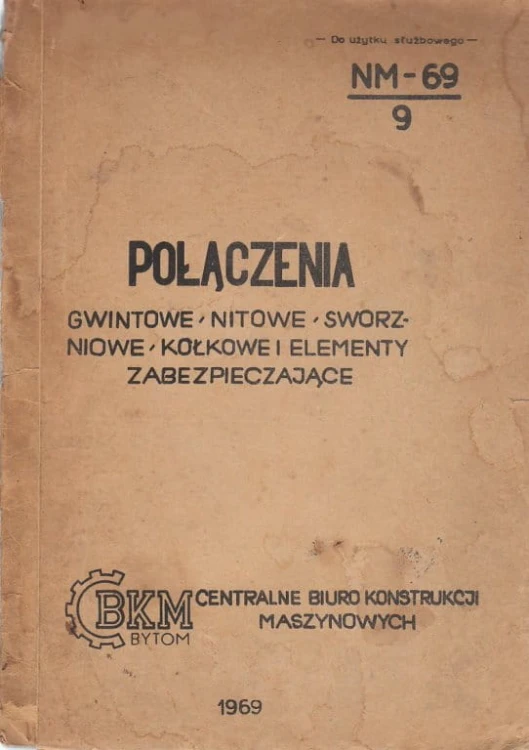 — Do użytku służbowego —
NM-69
9
POŁĄCZENIA
GWINTOWE, NITOWE, SWORZ-
NIOWE, KOŁKOWE I ELEMENTY
ZABEZPIECZAJĄCE
CBKM
BYTOM
CENTRALNE BIURO KONSTRUKCJI
MASZYNOWYCH
1969